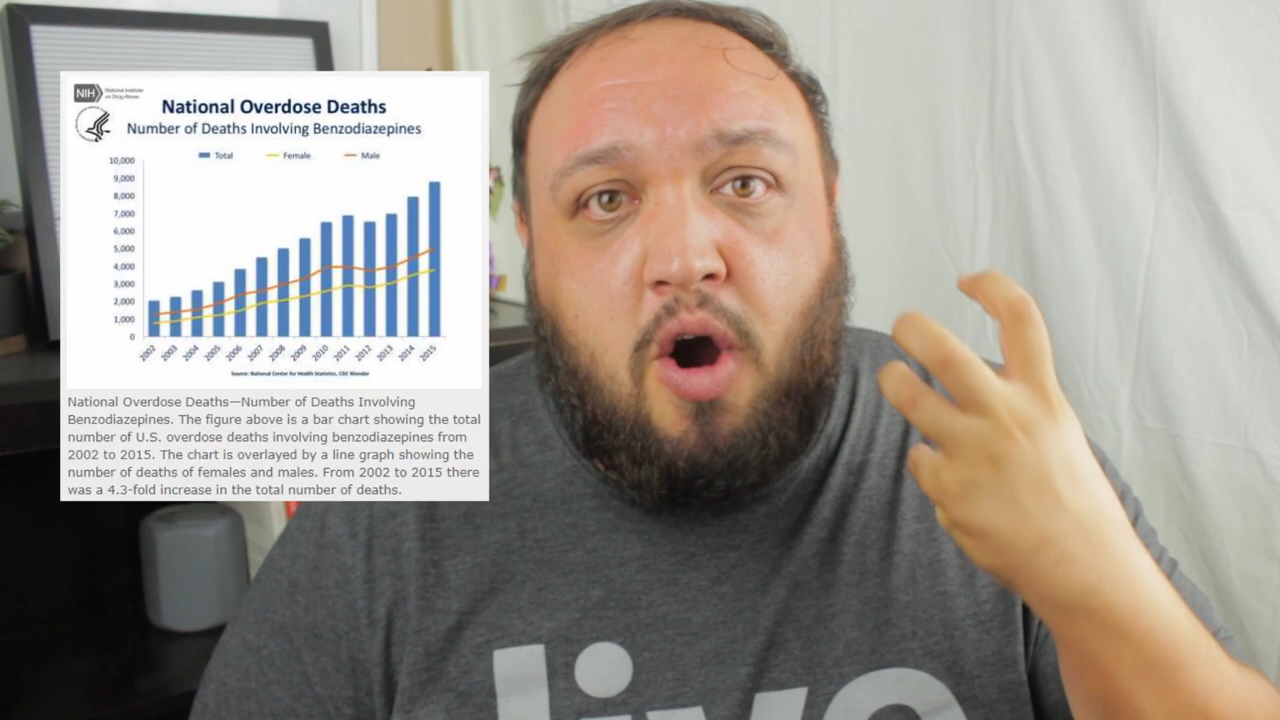 NIH
National Institute
on Drug Abuse
National Overdose Deaths
Number of Deaths Involving Benzodiazepines
Total Female Male
10,000
9,000
8,000
7,000
6,000
5,000
4,000
3,000
2,000
1,000
0
2002 2003 2004 2005 2006 2007 2008 2009 2010 2011 2012 2013 2014 2015
Source: National Center for Health Statistics, CDC Wonder
National Overdose Deaths—Number of Deaths Involving
Benzodiazepines. The figure above is a bar chart showing the total
number of U.S. overdose deaths involving benzodiazepines from
2002 to 2015. The chart is overlayed by a line graph showing the
number of deaths of females and males. From 2002 to 2015 there
was a 4.3-fold increase in the total number of deaths.
live